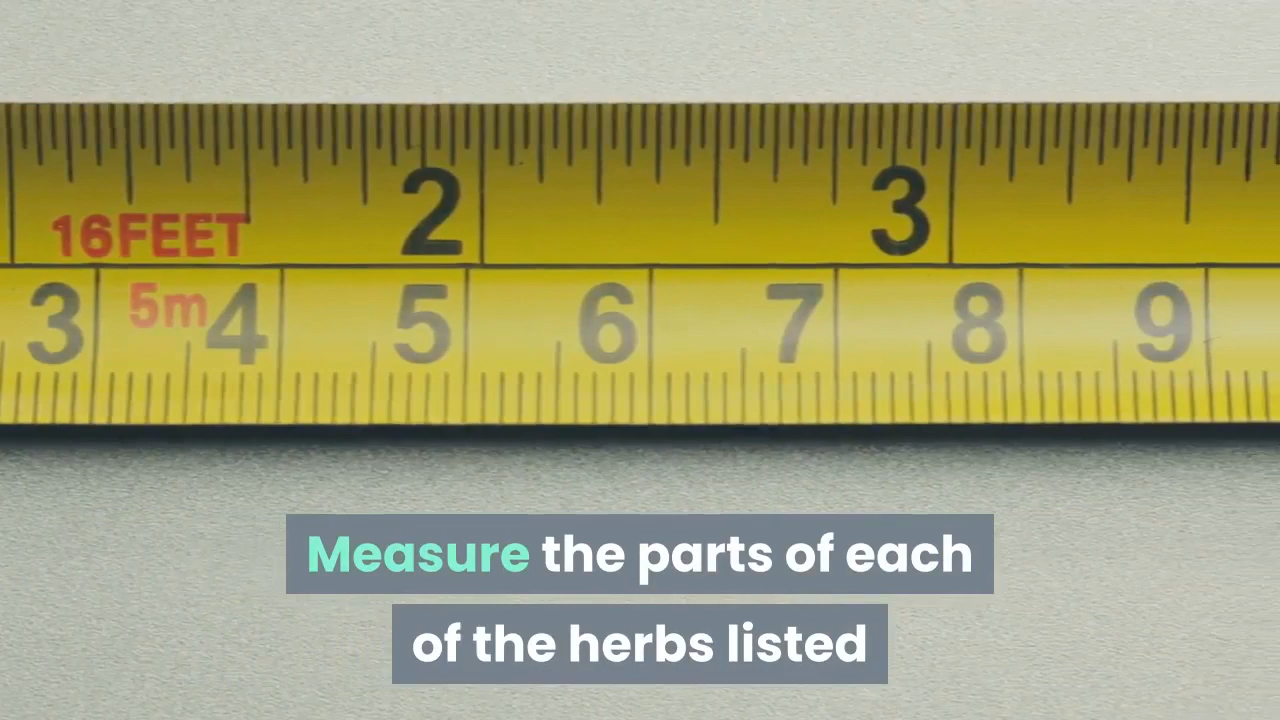 2 3
16FEET
3 5m 4 5 6 7 8 9
Measure the parts of each
of the herbs listed